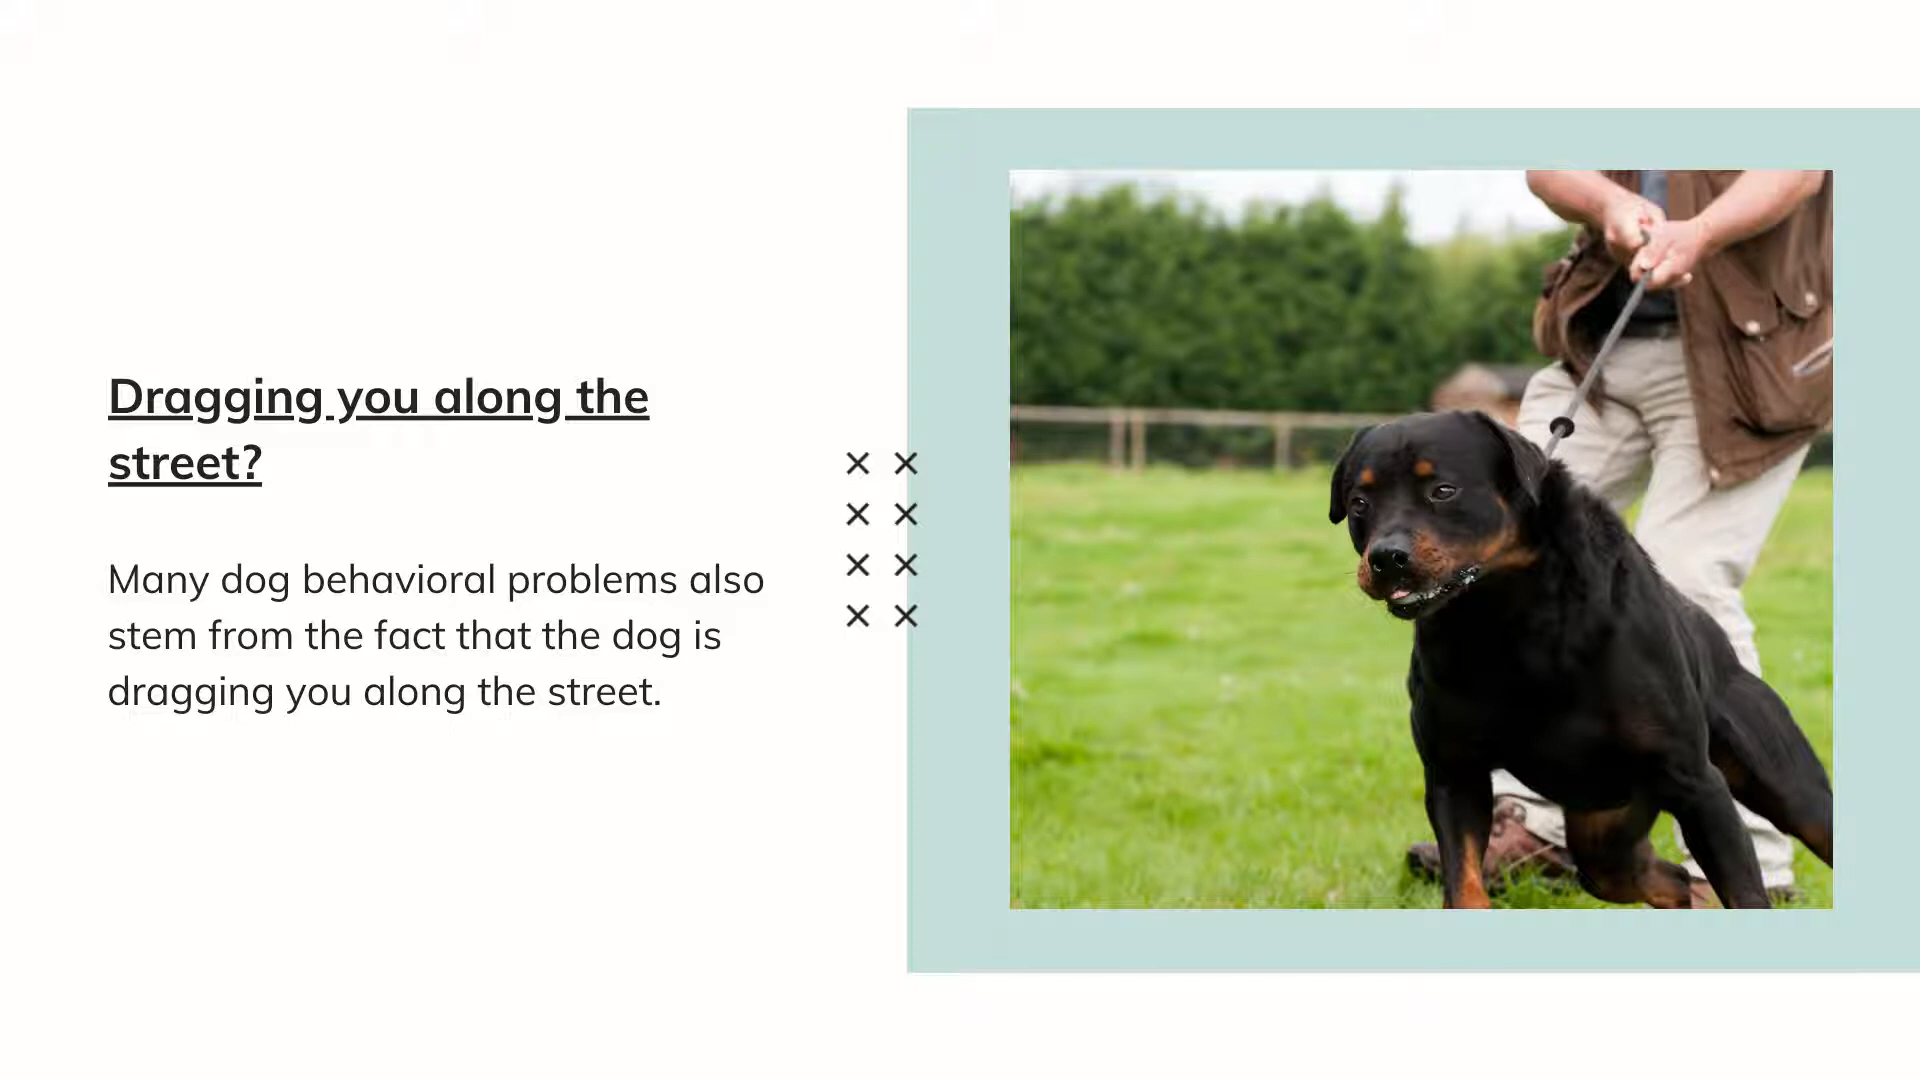 Dragging you along the
street?
Many dog behavioral problems also
stem from the fact that the dog is
dragging you along the street.